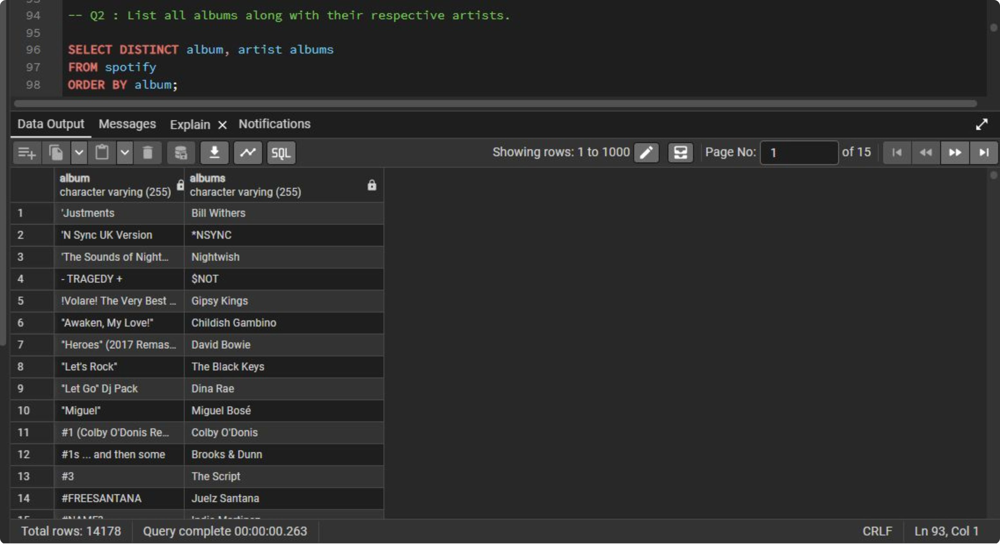 94 -- Q2 : List all albums along with their respective artists.
95
96 SELECT DISTINCT album, artist albums
97 FROM spotify
98 ORDER BY album;
Data Output Messages Explain × Notifications
SQL Showing rows: 1 to 1000 Page No: 1 of 15
album albums
character varying (255) character varying (255)
1 'Justments Bill Withers
2 'N Sync UK Version *NSYNC
3 'The Sounds of Night... Nightwish
4 - TRAGEDY + $NOT
5 !Volare! The Very Best ... Gipsy Kings
6 "Awaken, My Love!" Childish Gambino
7 "Heroes" (2017 Remas... David Bowie
8 "Let's Rock" The Black Keys
9 "Let Go" Dj Pack Dina Rae
10 "Miguel" Miguel Bosé
11 #1 (Colby O'Donis Re... Colby O'Donis
12 #1s ... and then some Brooks & Dunn
13 #3 The Script
14 #FREESANTANA Juelz Santana
Total rows: 14178 Query complete 00:00:00.263 CRLF Ln 93, Col 1